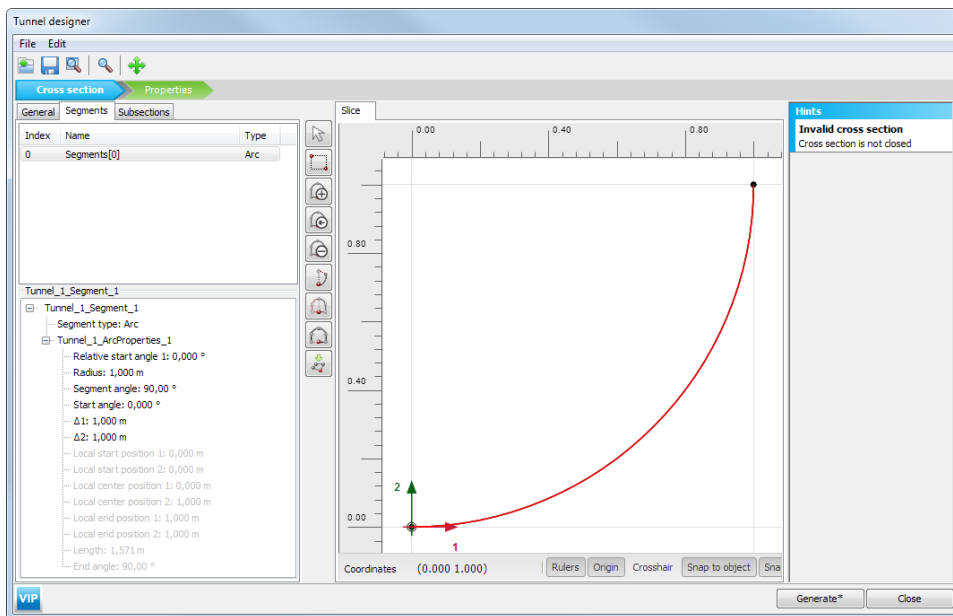 Tunnel designer
File Edit
Cross section Properties
General Segments Subsections
Index Name Type
0 Segments[0] Arc
Tunnel_1_Segment_1
Tunnel_1_Segment_1
Segment type: Arc
Tunnel_1_ArcProperties_1
Relative start angle 1: 0,000 °
Radius: 1,000 m
Segment angle: 90,00 °
Start angle: 0,000 °
Δ1: 1,000 m
Δ2: 1,000 m
Local start position 1: 0,000 m
Local start position 2: 0,000 m
Local center position 1: 0,000 m
Local center position 2: 1,000 m
Local end position 1: 1,000 m
Local end position 2: 1,000 m
Length: 1,571 m
End angle: 90,00 °
Slice
0.00 0.40 0.80
0.80
0.40
0.00
2
1
Coordinates (0.000 1.000) Rulers Origin Crosshair Snap to object Sna
Hints
Invalid cross section
Cross section is not closed
VIP
Generate* Close